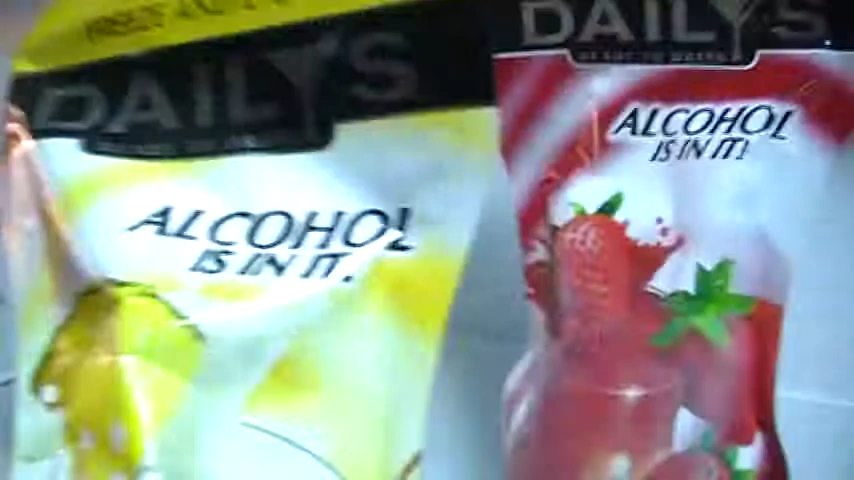 DAILY'S
ALCOHOL
IS IN IT!
DAILY'S
ALCOHOL
IS IN IT!